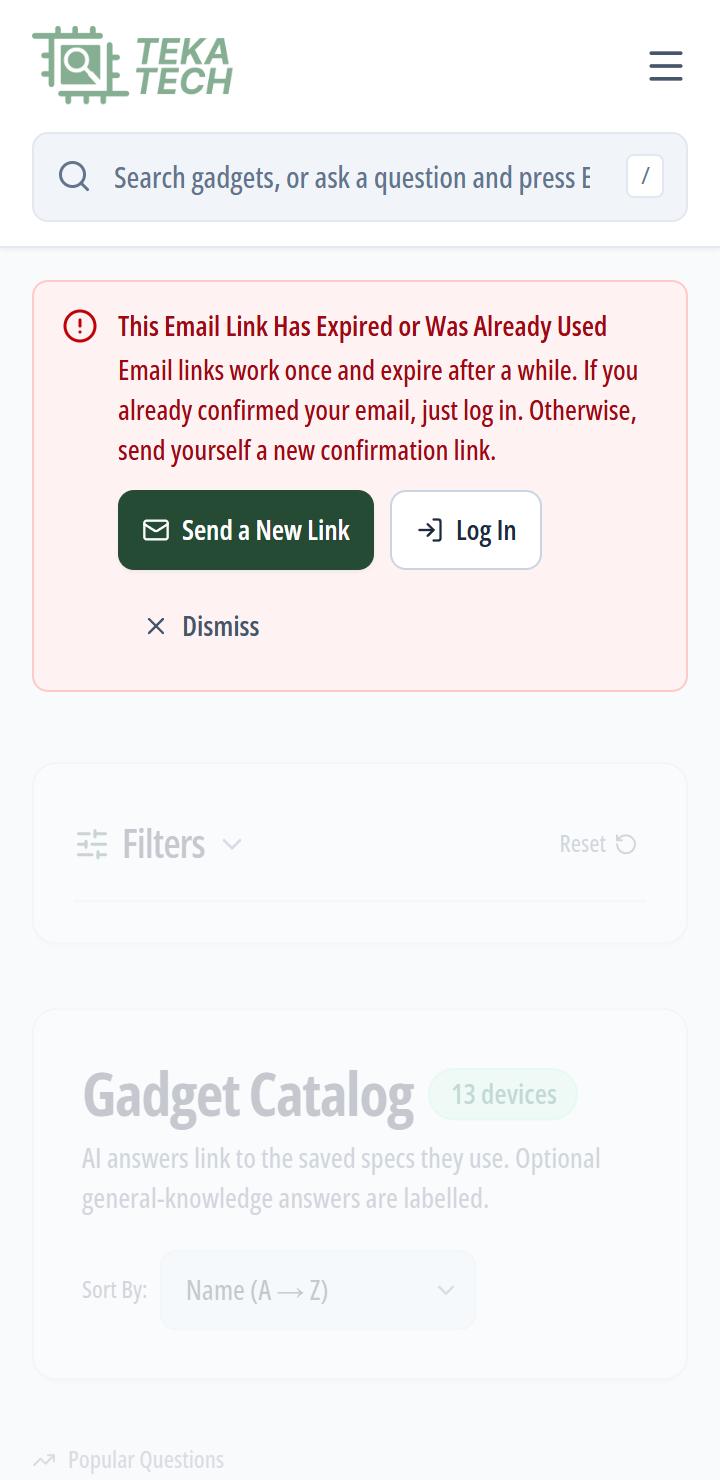 TEKA
TECH
Search gadgets, or ask a question and press E
/
This Email Link Has Expired or Was Already Used
Email links work once and expire after a while. If you
already confirmed your email, just log in. Otherwise,
send yourself a new confirmation link.
Send a New Link
Log In
Dismiss
Filters
Reset
Gadget Catalog
13 devices
AI answers link to the saved specs they use. Optional
general-knowledge answers are labelled.
Sort By:
Name (A → Z)
Popular Questions